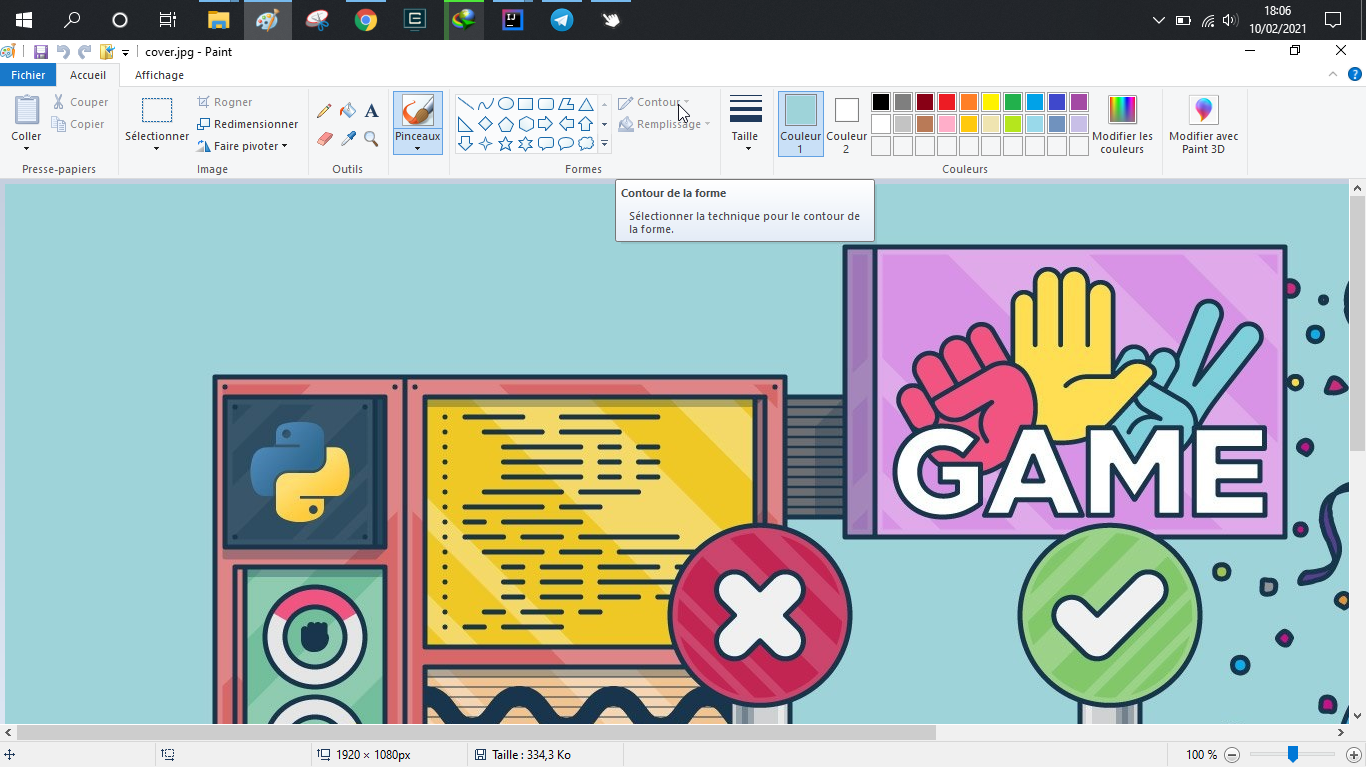 18:06
10/02/2021
cover.jpg - Paint
Fichier
Accueil
Affichage
Coller
Couper
Copier
Presse-papiers
Sélectionner
Rogner
Redimensionner
Faire pivoter
Image
A
Outils
Pinceaux
Contour
Remplissage
Formes
Taille
Couleur
1
Couleur
2
Modifier les
couleurs
Couleurs
Modifier avec
Paint 3D
Contour de la forme
Sélectionner la technique pour le contour de
la forme.
GAME
1920 × 1080px
Taille : 334,3 Ko
100 %